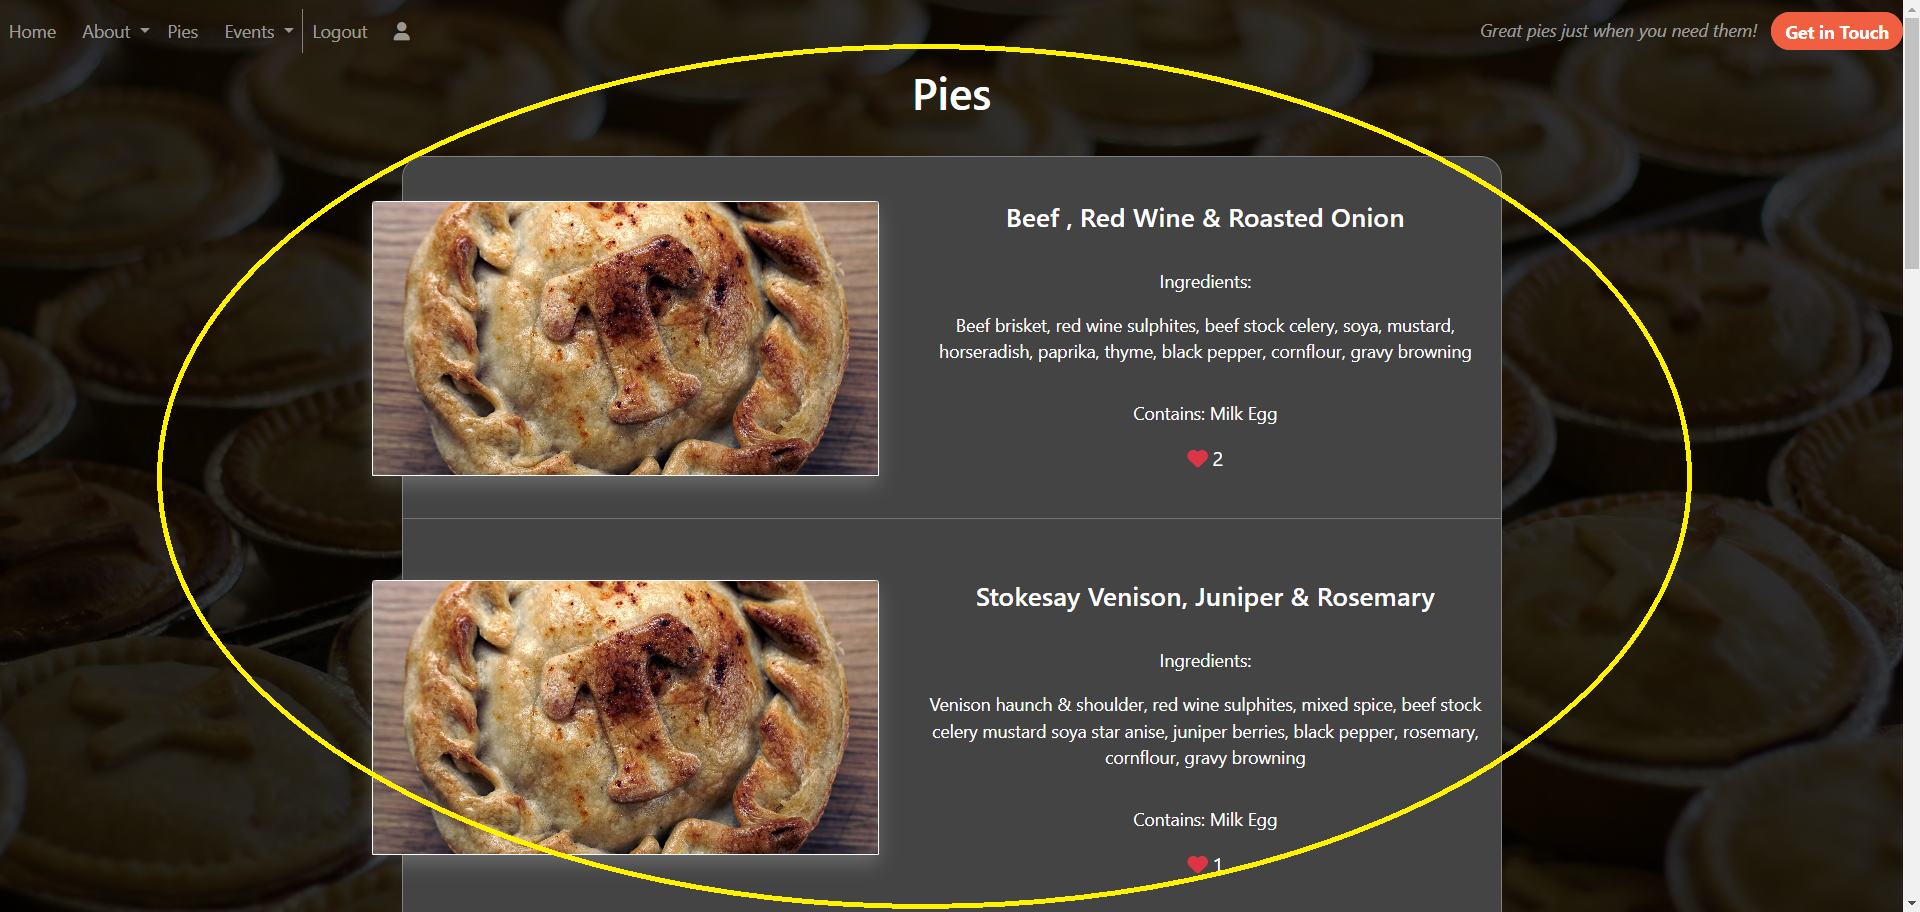 Home About Pies Events Logout Great pies just when you need them! Get in Touch
Pies
Beef , Red Wine & Roasted Onion
Ingredients:
Beef brisket, red wine sulphites, beef stock celery, soya, mustard,
horseradish, paprika, thyme, black pepper, cornflour, gravy browning
Contains: Milk Egg
2
Stokesay Venison, Juniper & Rosemary
Ingredients:
Venison haunch & shoulder, red wine sulphites, mixed spice, beef stock
celery mustard soya star anise, juniper berries, black pepper, rosemary,
cornflour, gravy browning
Contains: Milk Egg
1